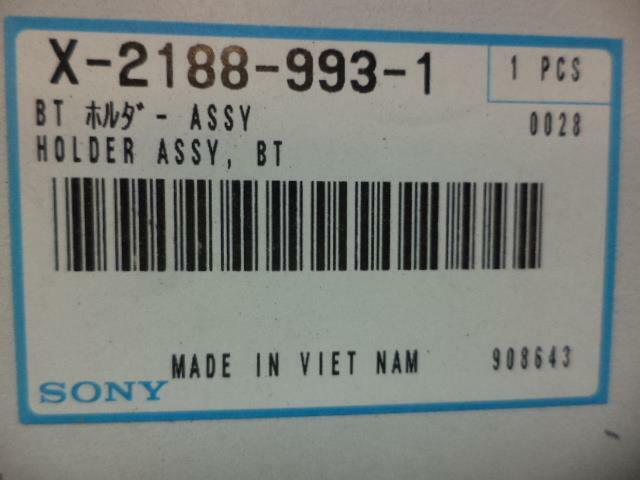 X-2188-993-1
1 PCS
BT ﾎﾙﾀﾞｰ ASSY
0028
HOLDER ASSY, BT
MADE IN VIET NAM
908643
SONY